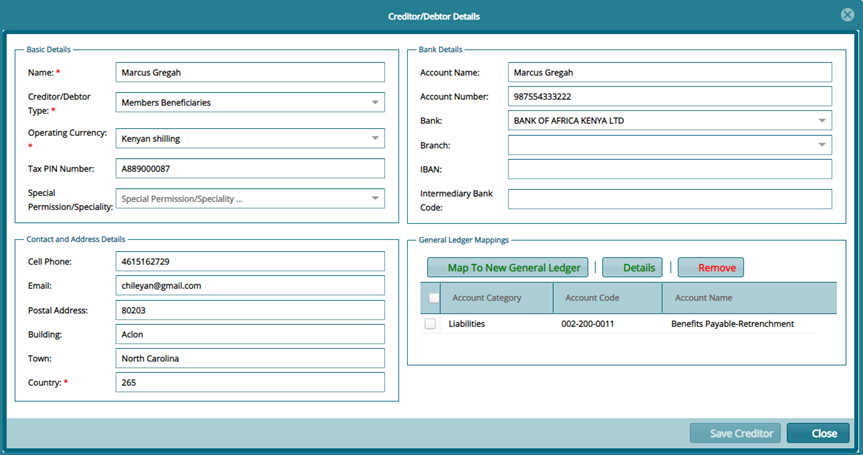 Creditor/Debtor Details
Basic Details
Name: *
Marcus Gregah
Creditor/Debtor
Type: *
Members Beneficiaries
Operating Currency:
*
Kenyan shilling
Tax PIN Number:
A889000087
Special
Permission/Speciality:
Special Permission/Speciality ...
Bank Details
Account Name:
Marcus Gregah
Account Number:
987554333222
Bank:
BANK OF AFRICA KENYA LTD
Branch:
IBAN:
Intermediary Bank
Code:
Contact and Address Details
Cell Phone:
4615162729
Email:
chileyan@gmail.com
Postal Address:
80203
Building:
Aclon
Town:
North Carolina
Country: *
265
General Ledger Mappings
Map To New General Ledger | Details | Remove
Account Category Account Code Account Name
Liabilities 002-200-0011 Benefits Payable-Retrenchment
Save Creditor Close